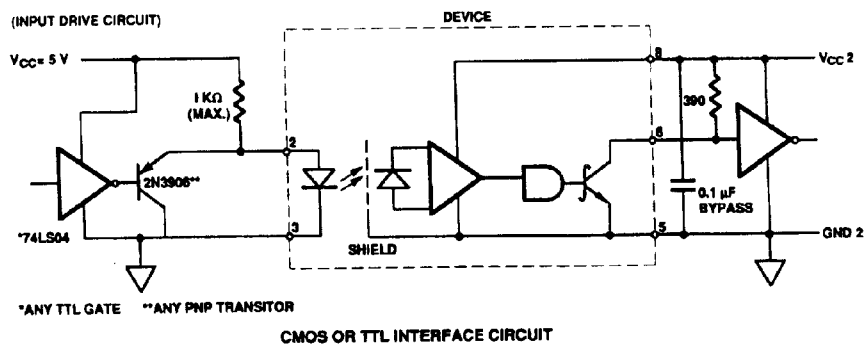 (INPUT DRIVE CIRCUIT)
DEVICE
VCC = 5 V
1 KΩ
(MAX.)
2
2N3906**
3
*74LS04
SHIELD
8
VCC 2
390
6
0.1 µF
BYPASS
5
GND 2
*ANY TTL GATE **ANY PNP TRANSITOR
CMOS OR TTL INTERFACE CIRCUIT